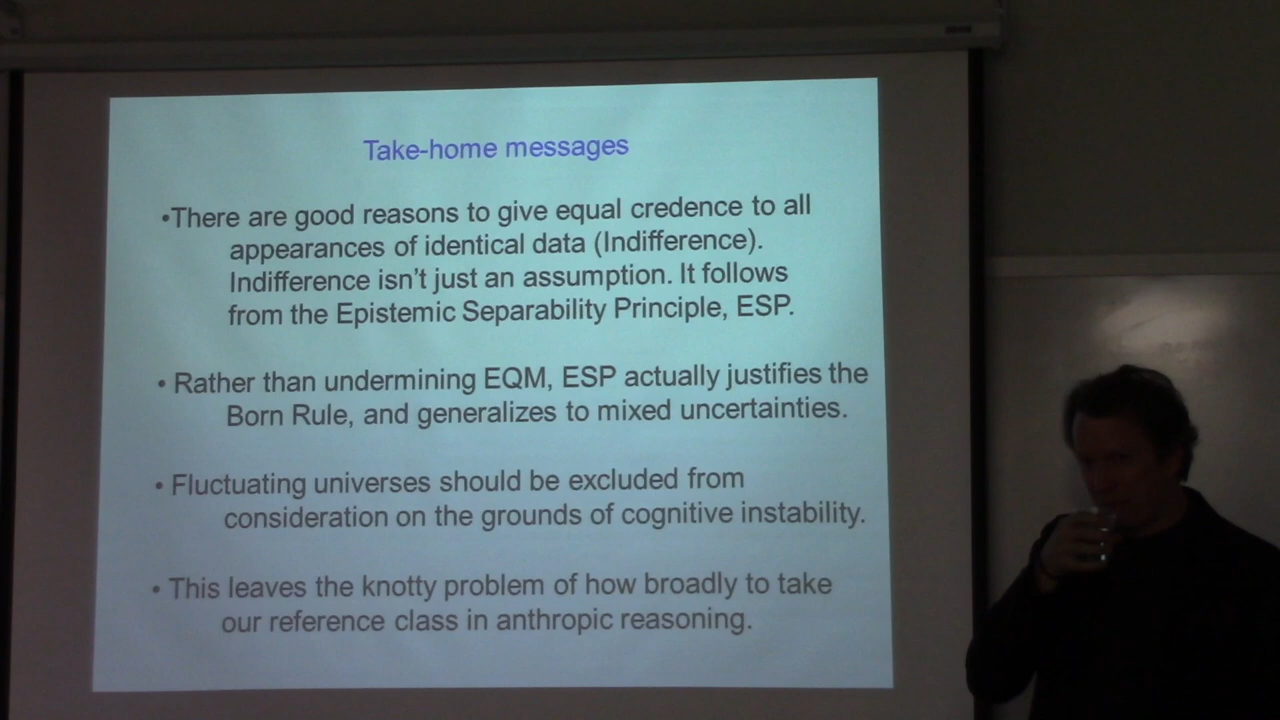 Take-home messages
•There are good reasons to give equal credence to all
appearances of identical data (Indifference).
Indifference isn't just an assumption. It follows
from the Epistemic Separability Principle, ESP.
• Rather than undermining EQM, ESP actually justifies the
Born Rule, and generalizes to mixed uncertainties.
• Fluctuating universes should be excluded from
consideration on the grounds of cognitive instability.
• This leaves the knotty problem of how broadly to take
our reference class in anthropic reasoning.